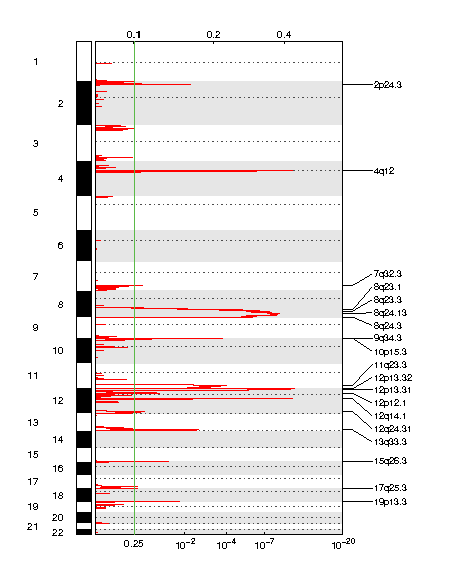 0.1 0.2 0.4
1
2p24.3
2
3
4q12
4
5
6
7q32.3
7
8q23.1
8q23.3
8
8q24.13
8q24.3
9
9q34.3
10p15.3
10
11q23.3
11
12p13.32
12p13.31
12p12.1
12
12q14.1
12q24.31
13
13q33.3
14
15
15q26.3
16
17
17q25.3
18
19p13.3
19
20
21
22
0.25 10⁻² 10⁻⁴ 10⁻⁷ 10⁻²⁰